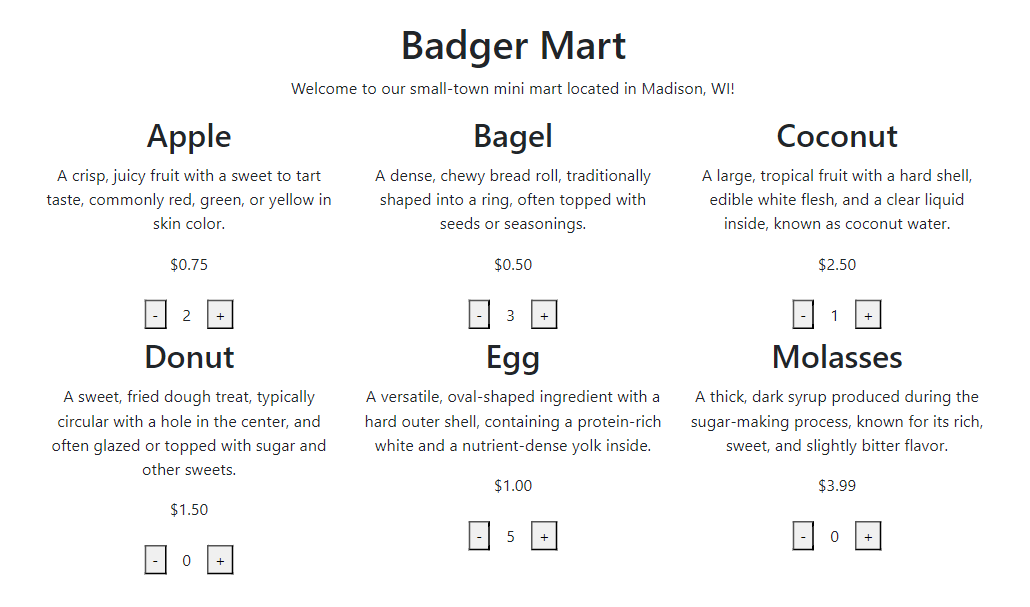 Badger Mart
Welcome to our small-town mini mart located in Madison, WI!
Apple
A crisp, juicy fruit with a sweet to tart
taste, commonly red, green, or yellow in
skin color.
$0.75
- 2 +
Bagel
A dense, chewy bread roll, traditionally
shaped into a ring, often topped with
seeds or seasonings.
$0.50
- 3 +
Coconut
A large, tropical fruit with a hard shell,
edible white flesh, and a clear liquid
inside, known as coconut water.
$2.50
- 1 +
Donut
A sweet, fried dough treat, typically
circular with a hole in the center, and
often glazed or topped with sugar and
other sweets.
$1.50
- 0 +
Egg
A versatile, oval-shaped ingredient with a
hard outer shell, containing a protein-rich
white and a nutrient-dense yolk inside.
$1.00
- 5 +
Molasses
A thick, dark syrup produced during the
sugar-making process, known for its rich,
sweet, and slightly bitter flavor.
$3.99
- 0 +